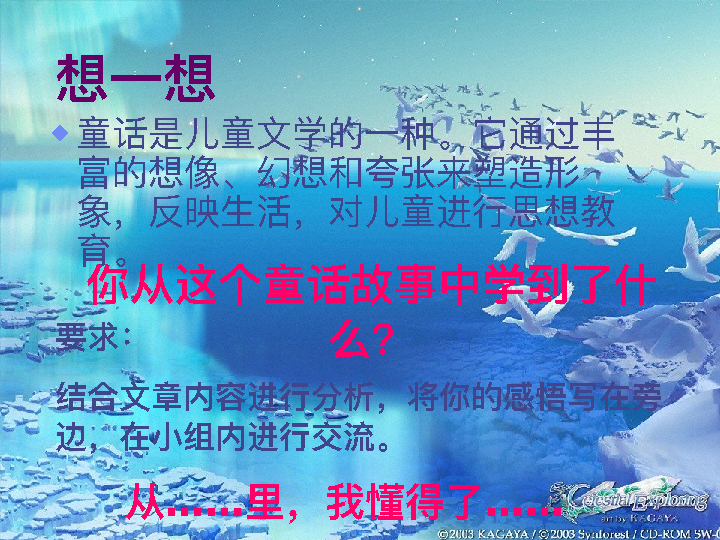 想一想
童话是儿童文学的一种。它通过丰
富的想像、幻想和夸张来塑造形
象，反映生活，对儿童进行思想教
育。
你从这个童话故事中学到了什
么?
要求：
结合文章内容进行分析，将你的感悟写在旁
边，在小组内进行交流。
从……里，我懂得了……
Celestial Exploring
art by KAGAYA
©2003 KAGAYA / ©2003 Synforest / CD-ROM SW-